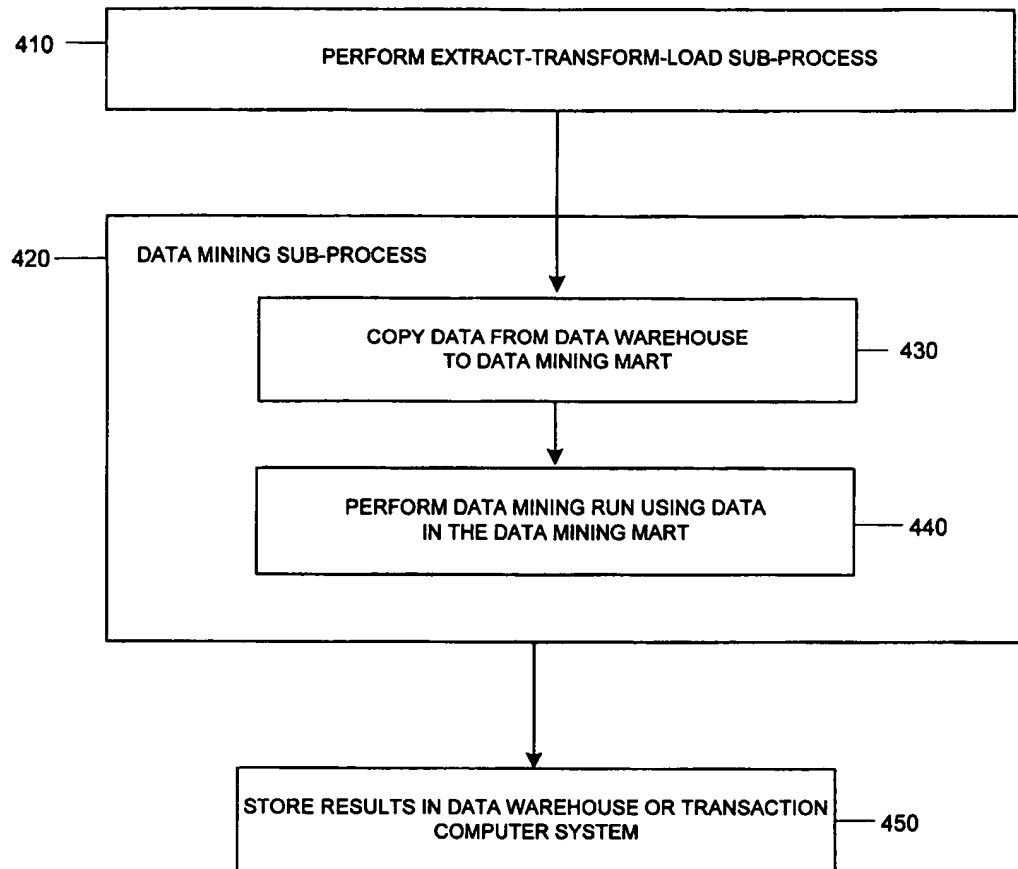 410
PERFORM EXTRACT-TRANSFORM-LOAD SUB-PROCESS
420
DATA MINING SUB-PROCESS
COPY DATA FROM DATA WAREHOUSE
TO DATA MINING MART
430
PERFORM DATA MINING RUN USING DATA
IN THE DATA MINING MART
440
STORE RESULTS IN DATA WAREHOUSE OR TRANSACTION
COMPUTER SYSTEM
450